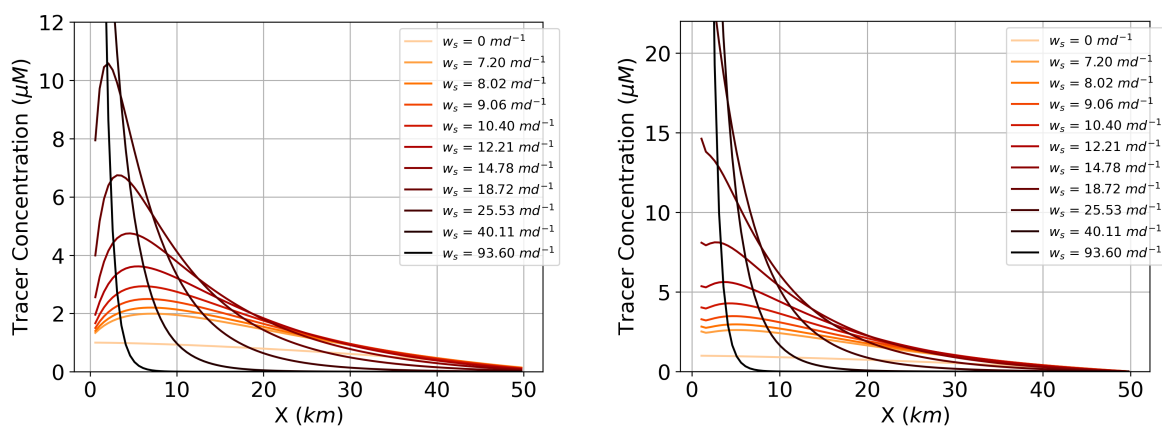 12
10
8
6
4
2
0
Tracer Concentration (μM)
0
10
20
30
40
50
X (km)
w_s = 0 md⁻¹
w_s = 7.20 md⁻¹
w_s = 8.02 md⁻¹
w_s = 9.06 md⁻¹
w_s = 10.40 md⁻¹
w_s = 12.21 md⁻¹
w_s = 14.78 md⁻¹
w_s = 18.72 md⁻¹
w_s = 25.53 md⁻¹
w_s = 40.11 md⁻¹
w_s = 93.60 md⁻¹
20
15
10
5
0
Tracer Concentration (μM)
0
10
20
30
40
50
X (km)
w_s = 0 md⁻¹
w_s = 7.20 md⁻¹
w_s = 8.02 md⁻¹
w_s = 9.06 md⁻¹
w_s = 10.40 md⁻¹
w_s = 12.21 md⁻¹
w_s = 14.78 md⁻¹
w_s = 18.72 md⁻¹
w_s = 25.53 md⁻¹
w_s = 40.11 md⁻¹
w_s = 93.60 md⁻¹